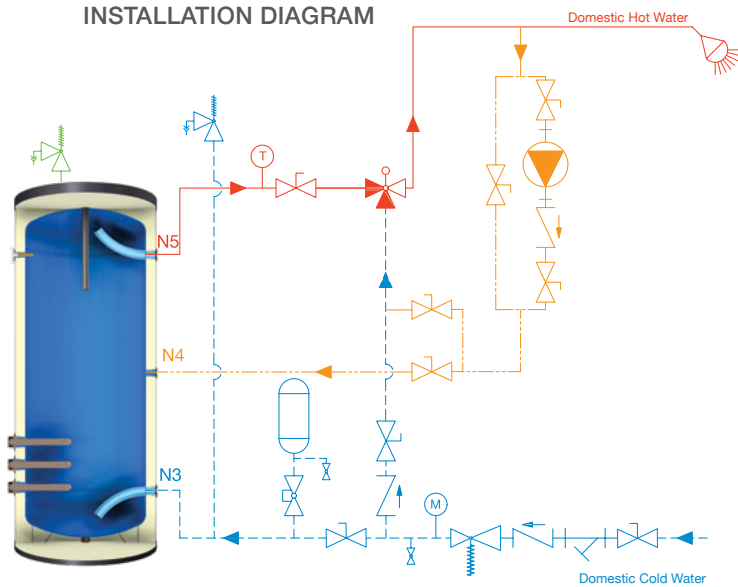 INSTALLATION DIAGRAM
Domestic Hot Water
T
N5
N4
N3
M
Domestic Cold Water